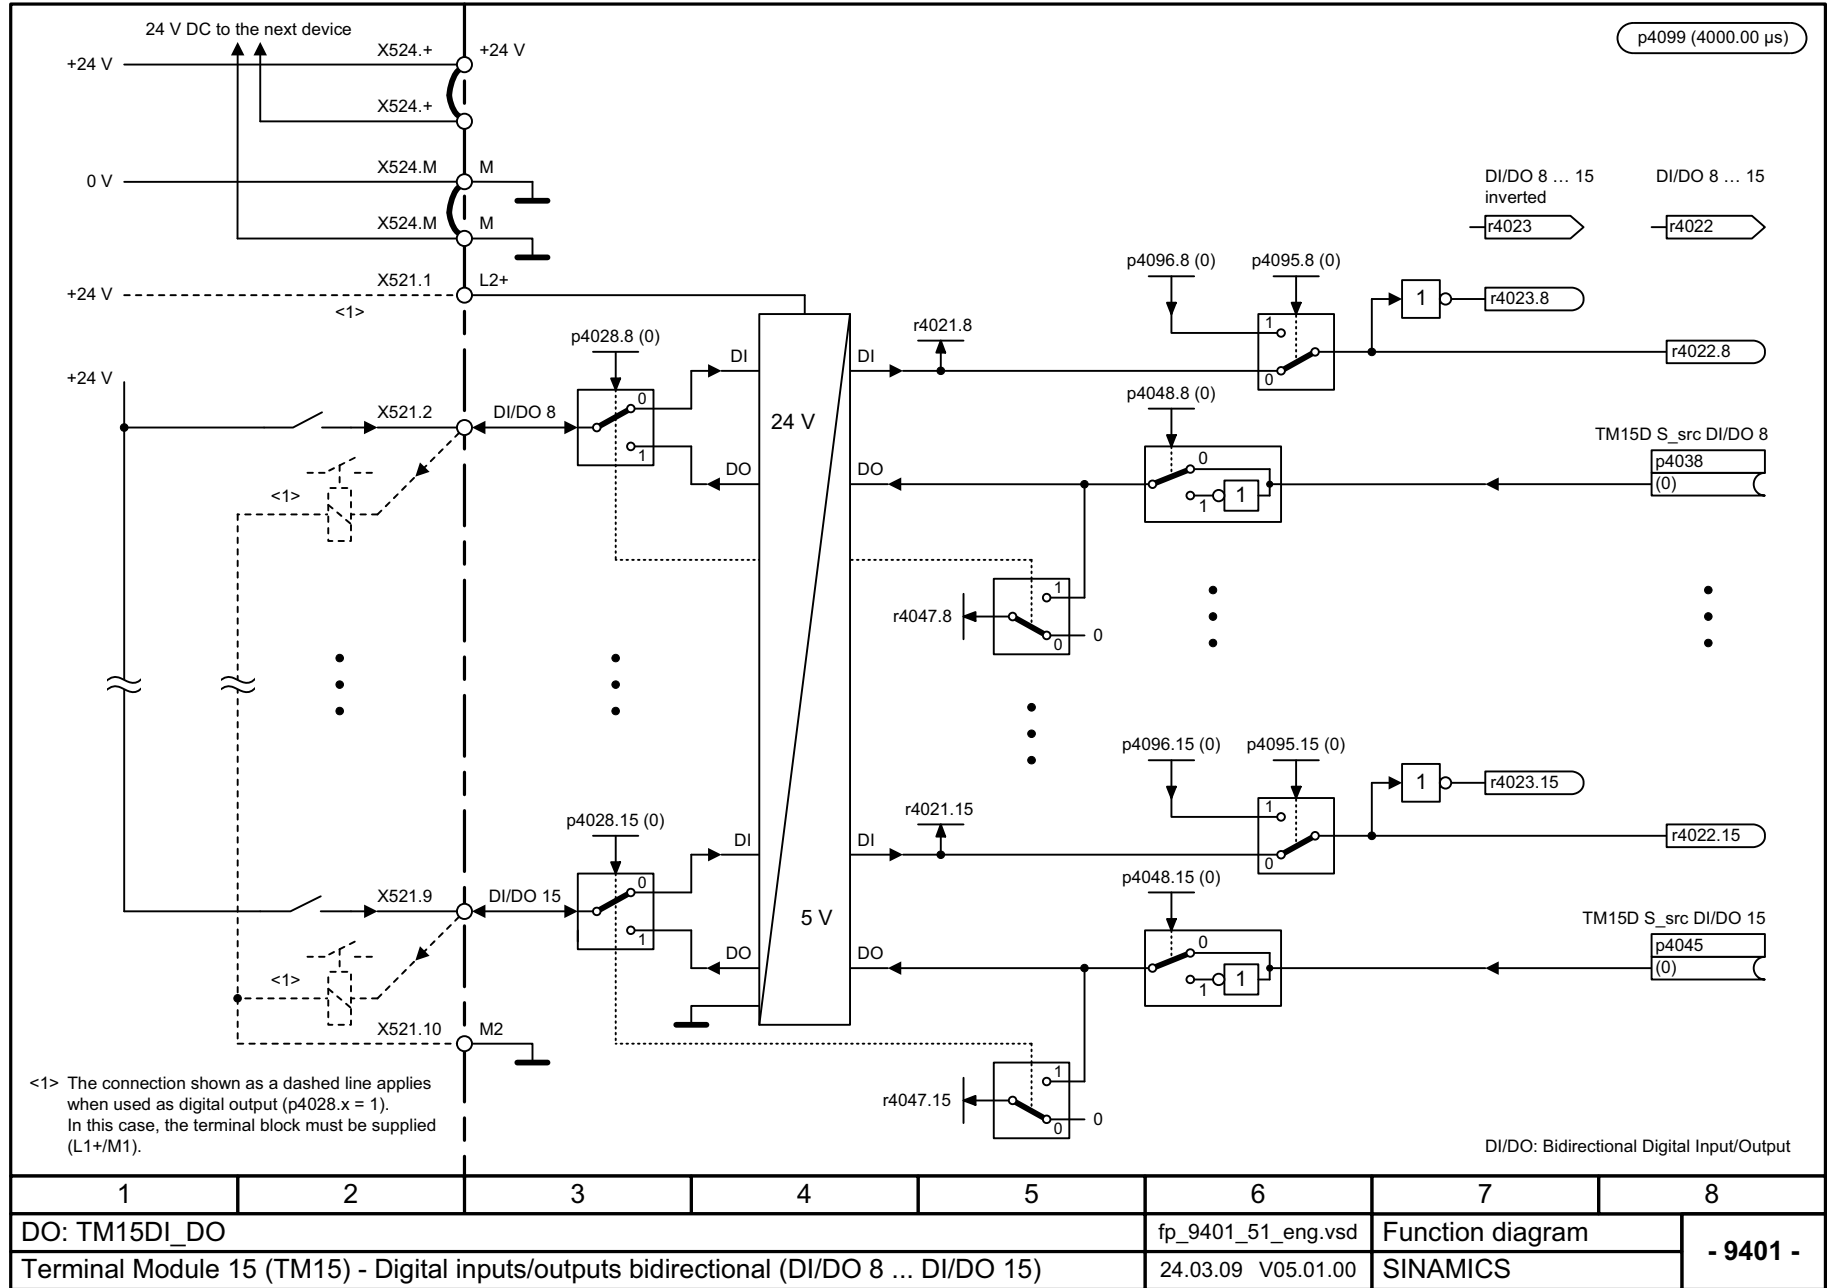 24 V DC to the next device
p4099 (4000.00 µs)
+24 V
X524.+
+24 V
X524.+
0 V
X524.M
M
X524.M
M
DI/DO 8 … 15
inverted
r4023
DI/DO 8 … 15
r4022
+24 V
X521.1
L2+
<1>
p4096.8 (0)
p4095.8 (0)
1
0
1
r4023.8
r4022.8
p4028.8 (0)
r4021.8
DI
DI
+24 V
X521.2
DI/DO 8
0
1
24 V
p4048.8 (0)
DO
DO
0
1
1
TM15D S_src DI/DO 8
p4038
(0)
<1>
r4047.8
1
0
0
p4096.15 (0)
p4095.15 (0)
1
0
1
r4023.15
r4022.15
p4028.15 (0)
r4021.15
DI
DI
X521.9
DI/DO 15
0
1
5 V
p4048.15 (0)
DO
DO
0
1
1
TM15D S_src DI/DO 15
p4045
(0)
<1>
X521.10
M2
r4047.15
1
0
0
<1> The connection shown as a dashed line applies
when used as digital output (p4028.x = 1).
In this case, the terminal block must be supplied
(L1+/M1).
DI/DO: Bidirectional Digital Input/Output
1 2 3 4 5 6 7 8
DO: TM15DI_DO
fp_9401_51_eng.vsd
Function diagram
- 9401 -
Terminal Module 15 (TM15) - Digital inputs/outputs bidirectional (DI/DO 8 ... DI/DO 15)
24.03.09 V05.01.00
SINAMICS